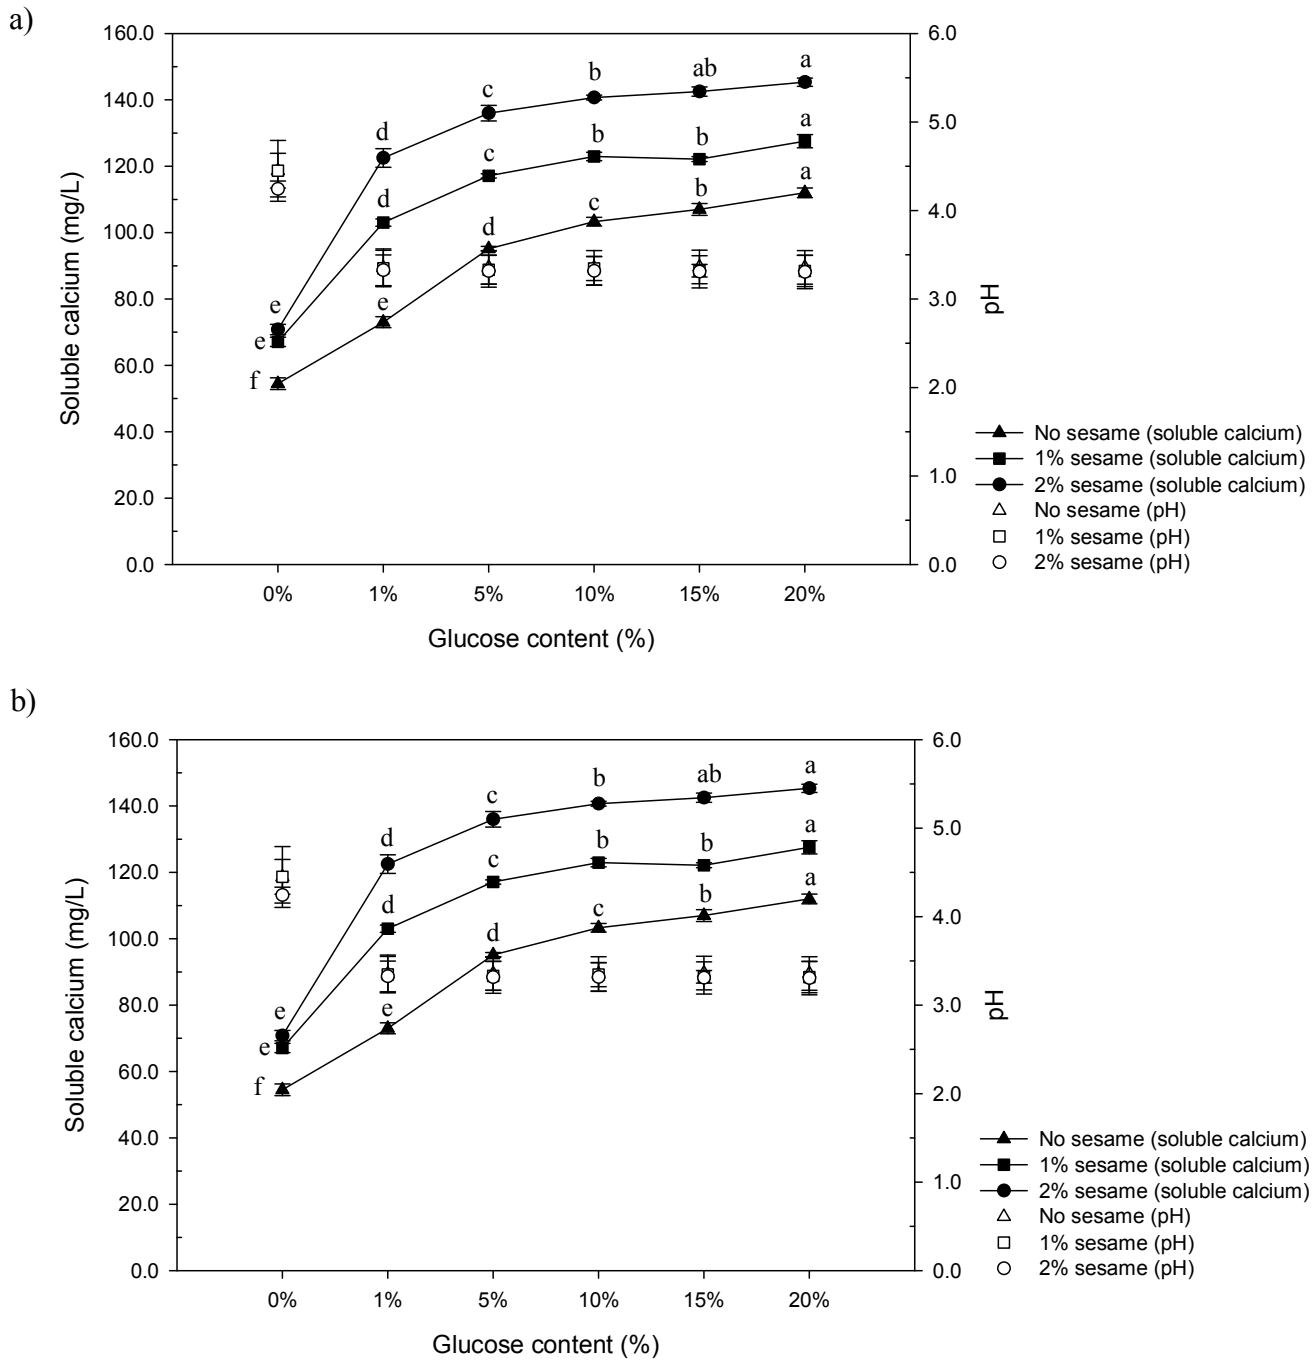 a)
160.0
140.0
120.0
100.0
80.0
60.0
40.0
20.0
0.0
Soluble calcium (mg/L)
6.0
5.0
4.0
3.0
2.0
1.0
0.0
pH
a
ab
b
c
d
a
b
b
c
d
a
b
c
d
e
e
e
f
0% 1% 5% 10% 15% 20%
Glucose content (%)
No sesame (soluble calcium)
1% sesame (soluble calcium)
2% sesame (soluble calcium)
No sesame (pH)
1% sesame (pH)
2% sesame (pH)
b)
160.0
140.0
120.0
100.0
80.0
60.0
40.0
20.0
0.0
Soluble calcium (mg/L)
6.0
5.0
4.0
3.0
2.0
1.0
0.0
pH
a
ab
b
c
d
a
b
b
c
d
a
b
c
d
e
e
e
f
0% 1% 5% 10% 15% 20%
Glucose content (%)
No sesame (soluble calcium)
1% sesame (soluble calcium)
2% sesame (soluble calcium)
No sesame (pH)
1% sesame (pH)
2% sesame (pH)